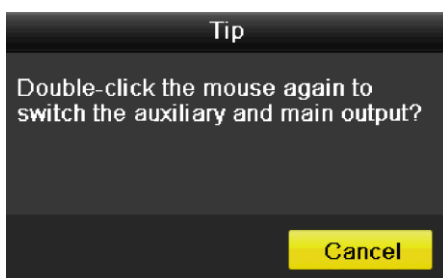 Tip
Double-click the mouse again to
switch the auxiliary and main output?
Cancel